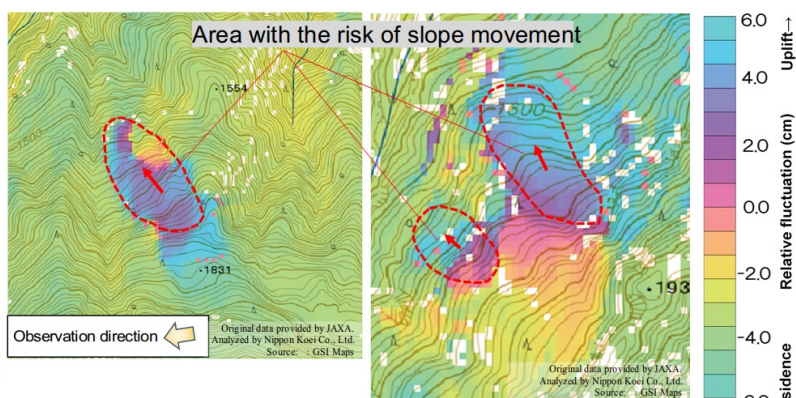 Area with the risk of slope movement
6.0
4.0
2.0
0.0
-2.0
-4.0
Uplift→
Relative fluctuation (cm)
1554
1831
1500
193
Observation direction
Original data provided by JAXA.
Analyzed by Nippon Koei Co., Ltd.
Source: : GSI Maps
Original data provided by JAXA.
Analyzed by Nippon Koei Co., Ltd.
Source: : GSI Maps